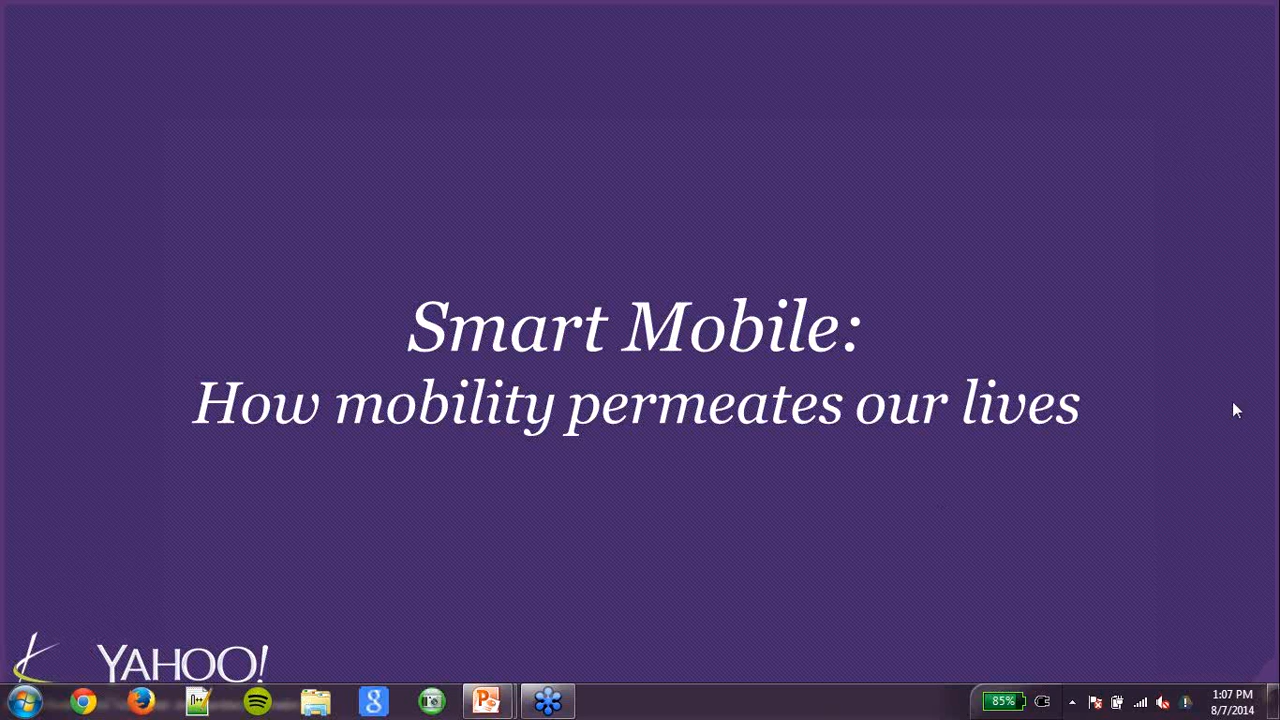 Smart Mobile:
How mobility permeates our lives
YAHOO!
85%
1:07 PM
8/7/2014